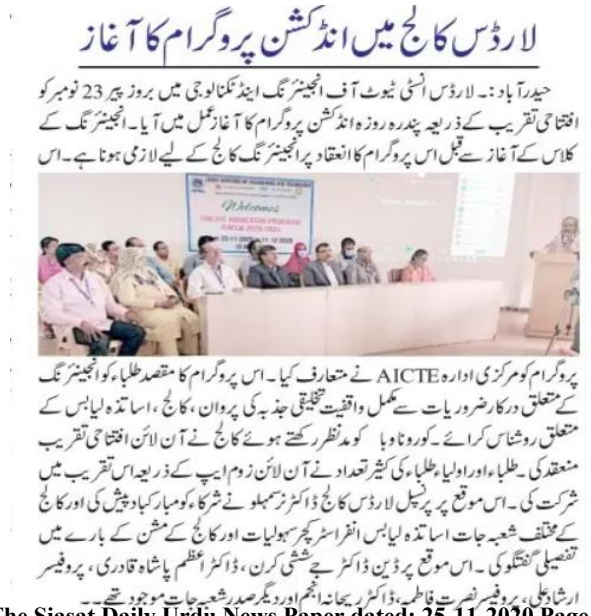 لارڈس کالج میں انڈکشن پروگرام کا آغاز
حیدرآباد:۔ لارڈس انسٹی ٹیوٹ آف انجینئرنگ اینڈ ٹکنالوجی میں بروز پیر 23 نومبر کو
افتتاحی تقریب کے ذریعہ پندرہ روزہ انڈکشن پروگرام کا آغاز عمل میں آیا۔ انجینئرنگ کے
کلاس کے آغاز سے قبل اس پروگرام کا انعقاد ہر انجینئرنگ کالج کے لیے لازمی ہوتا ہے۔ اس
Welcomes
ONLINE INDUCTION PROGRAM
پروگرام کو مرکزی ادارہ AICTE نے متعارف کیا۔ اس پروگرام کا مقصد طلباء کو انجینئرنگ
کے متعلق درکار ضروریات سے مکمل واقفیت تخلیقی جذبہ کی پروان، کالج، اساتذہ لیابس کے
متعلق روشناس کرائے۔ کورونا وبا کو مدنظر رکھتے ہوئے کالج نے آن لائن افتتاحی تقریب
منعقد کی۔ طلباء اور اولیاء طلباء کی کثیر تعداد نے آن لائن زوم ایپ کے ذریعہ اس تقریب میں
شرکت کی۔ اس موقع پر پرنسپل لارڈس کالج ڈاکٹر نرسمہلو نے شرکاء کو مبارکباد پیش کی اور کالج
کے مختلف شعبہ جات اساتذہ لیابس انفراسٹرکچر سہولیات اور کالج کے مشن کے بارے میں
تفصیلی گفتگو کی۔ اس موقع پر ڈین ڈاکٹر جے ششی کرن، ڈاکٹر اعظم پاشاہ قادری، پروفیسر
ارشاد علی، پروفیسر نصرت فاطمہ، ڈاکٹر ریحانہ انجم اور دیگر صدر شعبہ جات موجود تھے۔
The Siasat Daily Urdu News Paper dated: 25-11-2020 Page